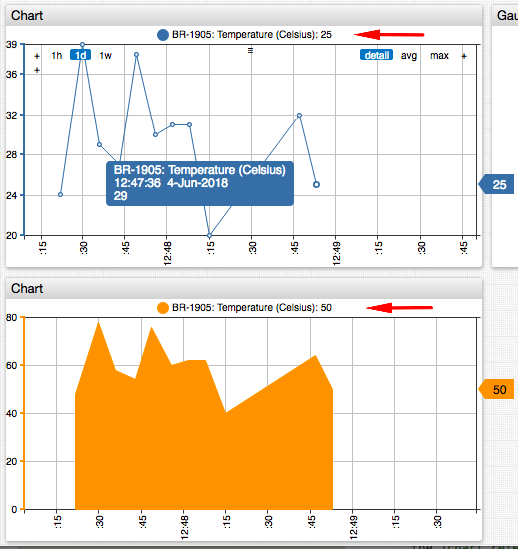 Chart
Gau
BR-1905: Temperature (Celsius): 25
39
36
32
28
24
20
+ 1h 1d 1w
+
≡
detail avg max +
BR-1905: Temperature (Celsius)
12:47:36 4-Jun-2018
29
25
:15 :30 :45 12:48 :15 :30 :45 12:49 :15 :30 :45
Chart
BR-1905: Temperature (Celsius): 50
80
60
40
20
0
50
:15 :30 :45 12:48 :15 :30 :45 12:49 :15 :30